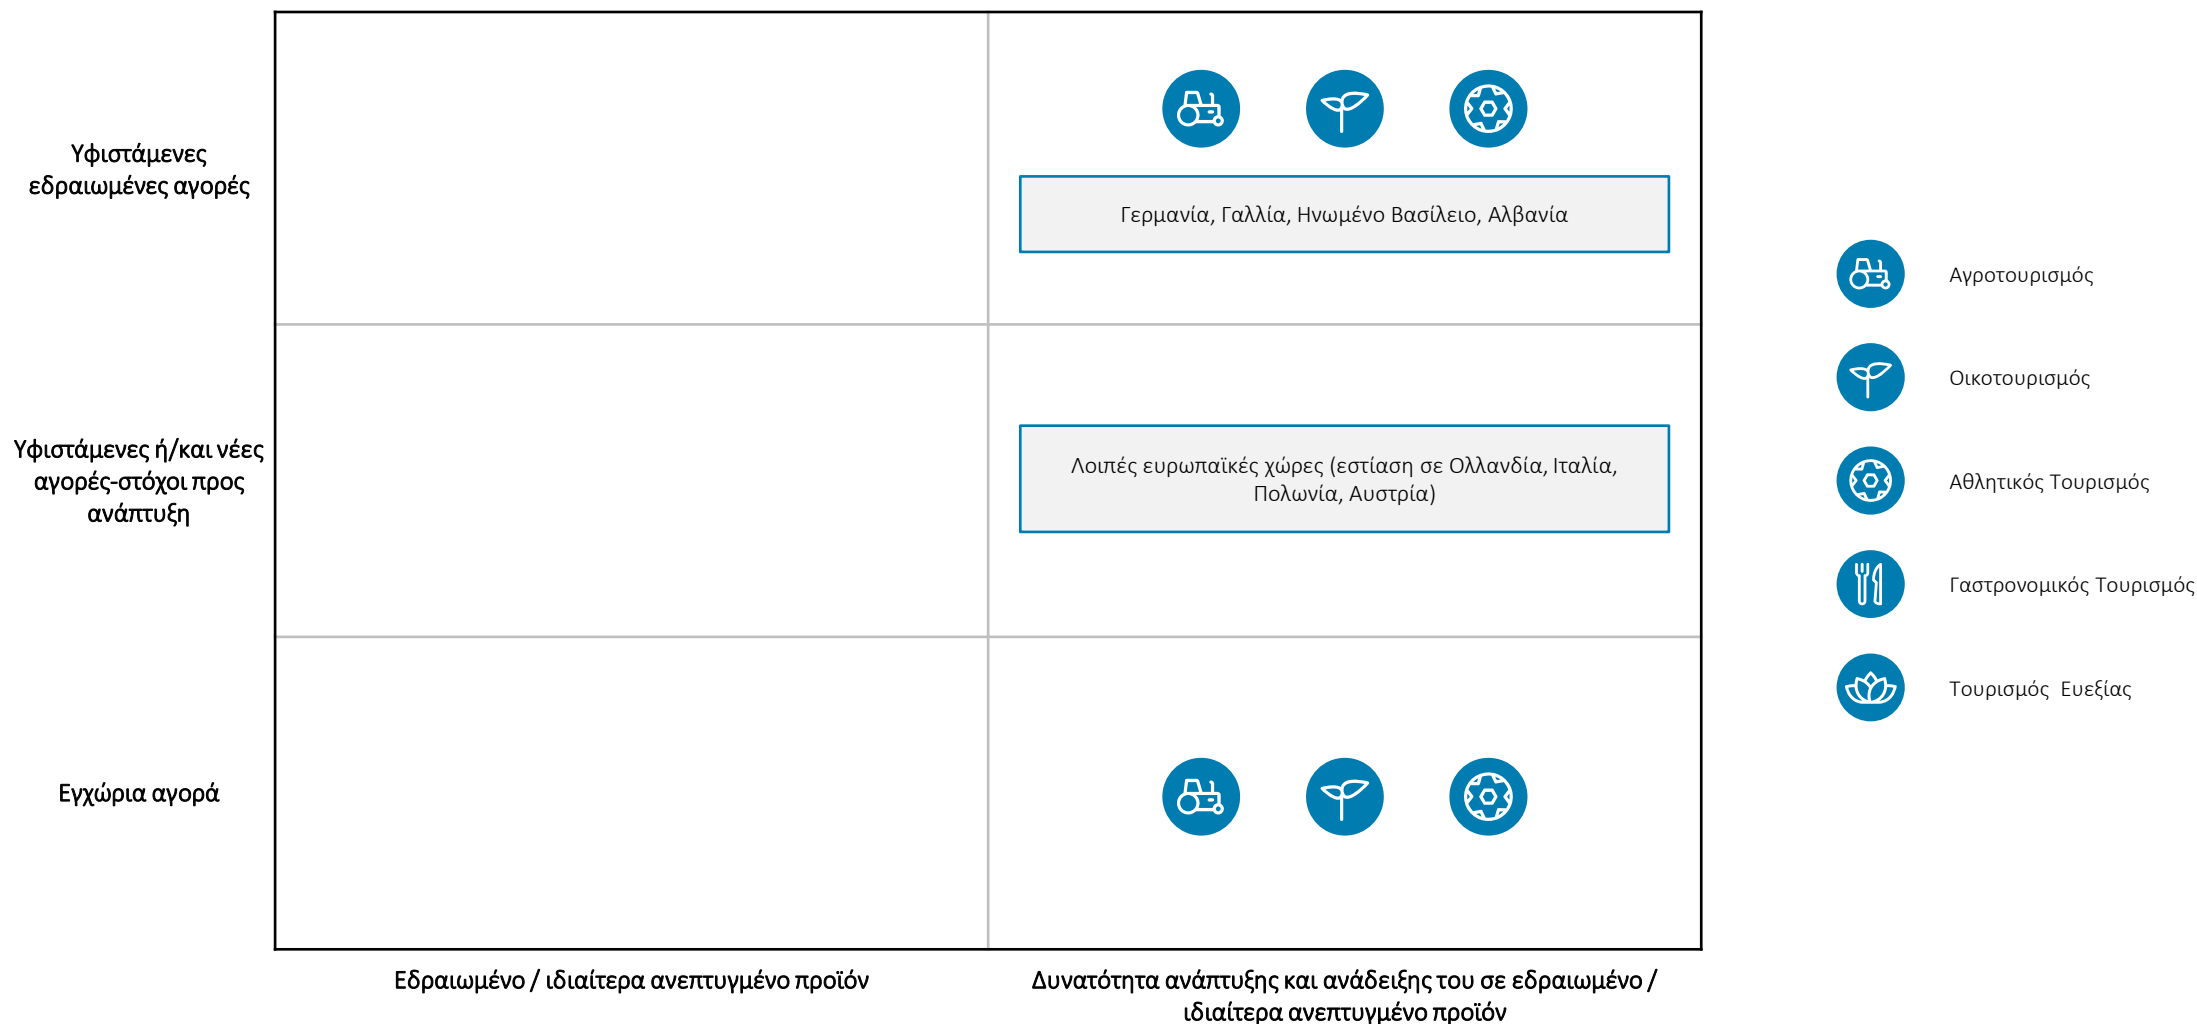 Υφιστάμενες
εδραιωμένες αγορές
Γερμανία, Γαλλία, Ηνωμένο Βασίλειο, Αλβανία
Υφιστάμενες ή/και νέες
αγορές-στόχοι προς
ανάπτυξη
Λοιπές ευρωπαϊκές χώρες (εστίαση σε Ολλανδία, Ιταλία,
Πολωνία, Αυστρία)
Εγχώρια αγορά
Εδραιωμένο / ιδιαίτερα ανεπτυγμένο προϊόν
Δυνατότητα ανάπτυξης και ανάδειξης του σε εδραιωμένο /
ιδιαίτερα ανεπτυγμένο προϊόν
Αγροτουρισμός
Οικοτουρισμός
Αθλητικός Τουρισμός
Γαστρονομικός Τουρισμός
Τουρισμός Ευεξίας